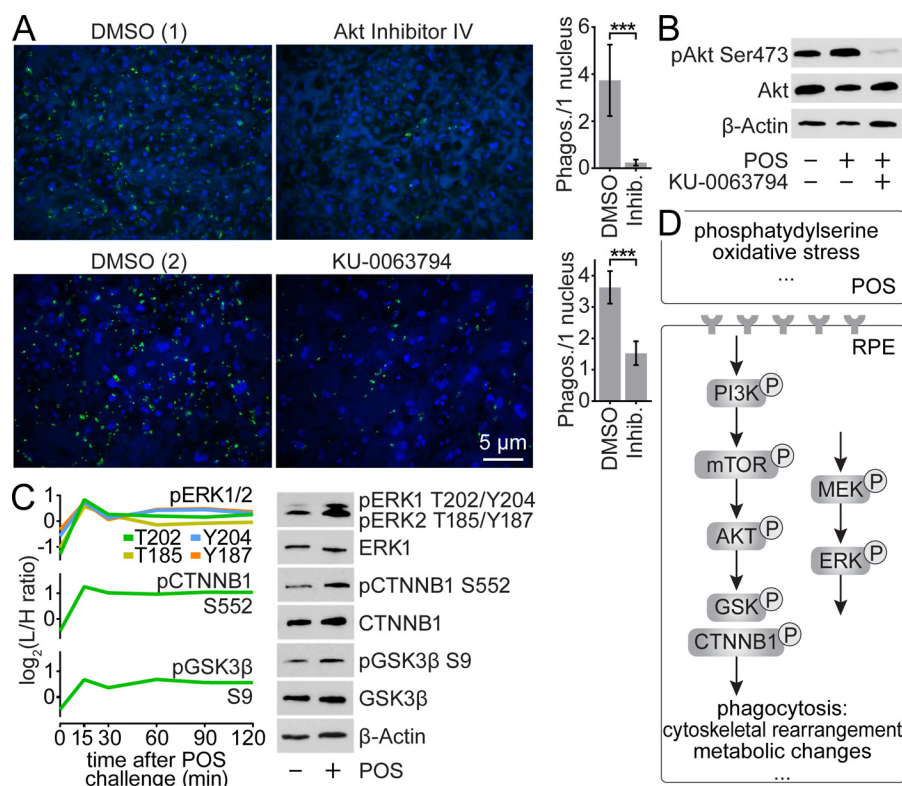 A
DMSO (1)
Akt Inhibitor IV
DMSO (2)
KU-0063794
5 µm
Phagos./1 nucleus
6
4
2
0
***
DMSO
Inhib.
Phagos./1 nucleus
4
3
2
1
0
***
DMSO
Inhib.
B
pAkt Ser473
Akt
β-Actin
POS – + +
KU-0063794 – – +
C
log2(L/H ratio)
pERK1/2
1
0
-1
T202 Y204
T185 Y187
pCTNNB1
S552
1
0
pGSK3β
S9
1
0
0 15 30 60 90 120
time after POS
challenge (min)
pERK1 T202/Y204
pERK2 T185/Y187
ERK1
pCTNNB1 S552
CTNNB1
pGSK3β S9
GSK3β
β-Actin
– + POS
D
phosphatydylserine
oxidative stress
...
POS
RPE
PI3K P
mTOR P
AKT P
GSK P
CTNNB1 P
MEK P
ERK P
phagocytosis:
cytoskeletal rearrangement
metabolic changes
...